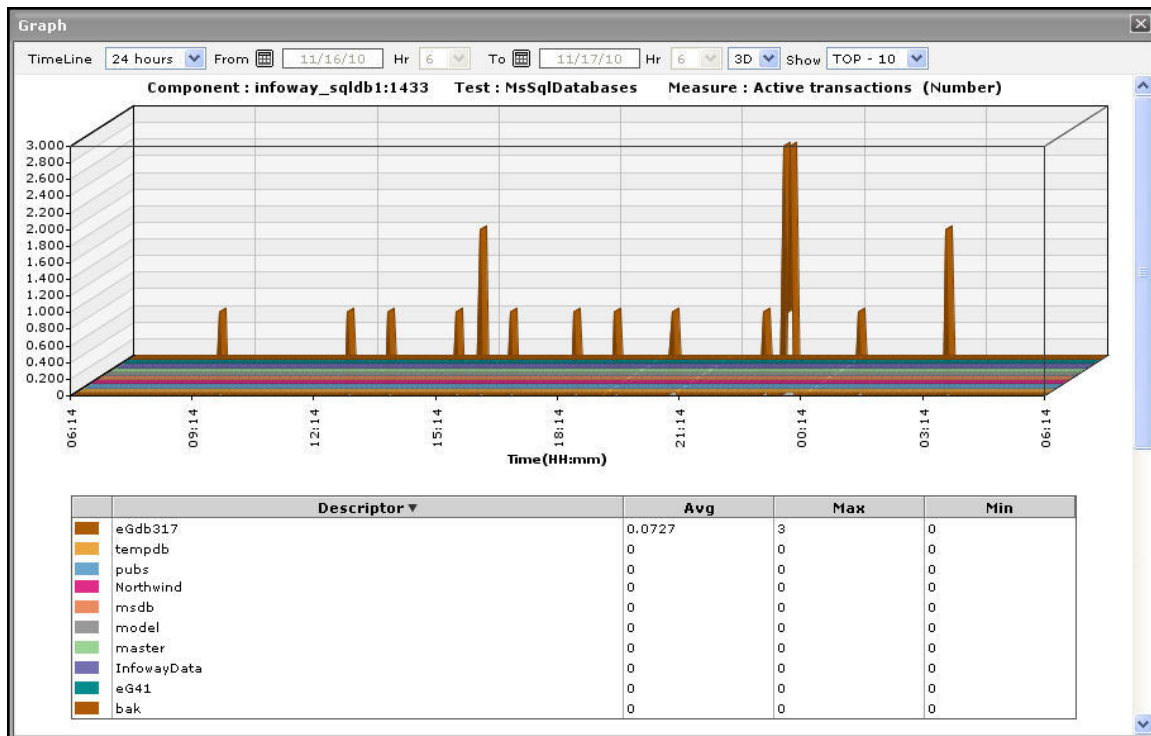 Graph
TimeLine 24 hours From 11/16/10 Hr 6 To 11/17/10 Hr 6 3D Show TOP - 10
Component : infoway_sqldb1:1433 Test : MsSqlDatabases Measure : Active transactions (Number)
3.000
2.800
2.600
2.400
2.200
2.000
1.800
1.600
1.400
1.200
1.000
0.800
0.600
0.400
0.200
0
06:14 09:14 12:14 15:14 18:14 21:14 00:14 03:14 06:14
Time(HH:mm)
Descriptor Avg Max Min
eGdb317 0.0727 3 0
tempdb 0 0 0
pubs 0 0 0
Northwind 0 0 0
msdb 0 0 0
model 0 0 0
master 0 0 0
InfowayData 0 0 0
eG41 0 0 0
bak 0 0 0